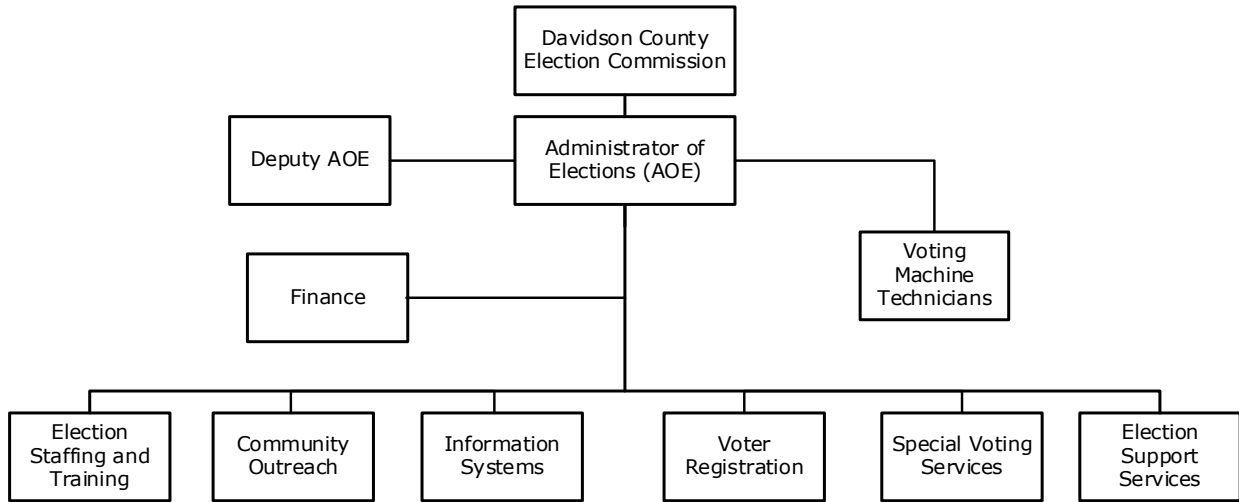 Davidson County
Election Commission
Deputy AOE
Administrator of
Elections (AOE)
Voting
Machine
Technicians
Finance
Election
Staffing and
Training
Community
Outreach
Information
Systems
Voter
Registration
Special Voting
Services
Election
Support
Services